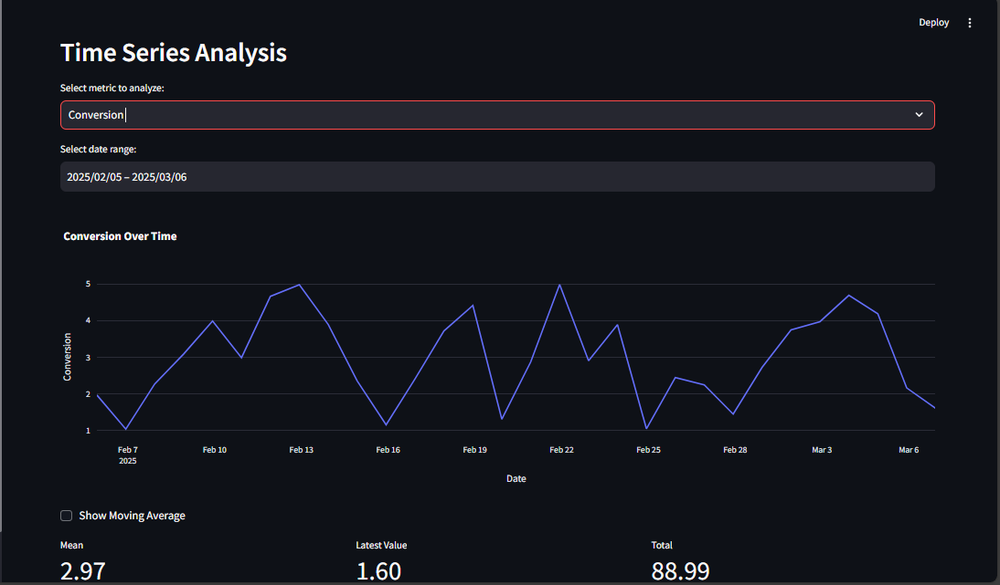 Deploy
Time Series Analysis
Select metric to analyze:
Conversion
Select date range:
2025/02/05 – 2025/03/06
Conversion Over Time
5
4
3
2
1
Conversion
Feb 7 Feb 10 Feb 13 Feb 16 Feb 19 Feb 22 Feb 25 Feb 28 Mar 3 Mar 6
2025
Date
Show Moving Average
Mean Latest Value Total
2.97 1.60 88.99